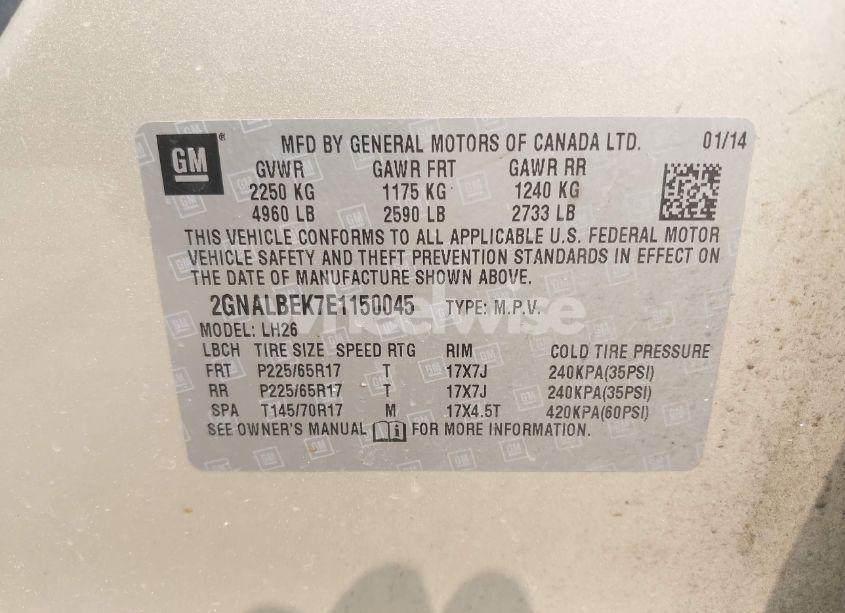 GM ® MFD BY GENERAL MOTORS OF CANADA LTD. 01/14
GVWR GAWR FRT GAWR RR
2250 KG 1175 KG 1240 KG
4960 LB 2590 LB 2733 LB
THIS VEHICLE CONFORMS TO ALL APPLICABLE U.S. FEDERAL MOTOR
VEHICLE SAFETY AND THEFT PREVENTION STANDARDS IN EFFECT ON
THE DATE OF MANUFACTURE SHOWN ABOVE.
2GNALBEK7E1150045 TYPE: M.P.V.
wheelwise
MODEL: LH26
LBCH TIRE SIZE SPEED RTG RIM COLD TIRE PRESSURE
FRT P225/65R17 T 17X7J 240KPA(35PSI)
RR P225/65R17 T 17X7J 240KPA(35PSI)
SPA T145/70R17 M 17X4.5T 420KPA(60PSI)
SEE OWNER'S MANUAL i FOR MORE INFORMATION.